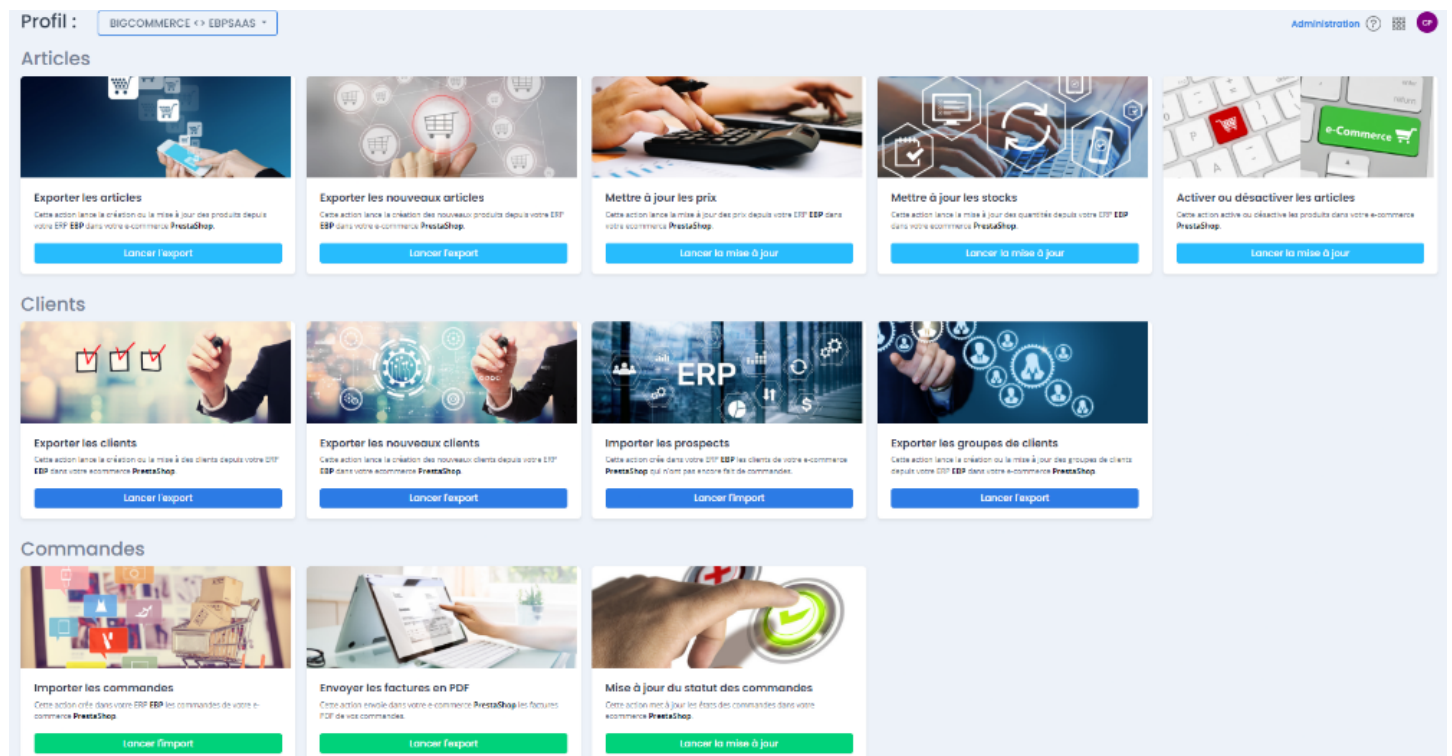 Profil :
BIGCOMMERCE <> EBPSAAS
Administration ?
CP
Articles
return
e-Commerce
Exporter les articles
Cette action lance la création ou la mise à jour des produits depuis
votre ERP EBP dans votre e-commerce PrestaShop.
Lancer l'export
Exporter les nouveaux articles
Cette action lance la création des nouveaux produits depuis votre ERP
EBP dans votre e-commerce PrestaShop.
Lancer l'export
Mettre à jour les prix
Cette action lance la mise à jour des prix depuis votre ERP EBP dans
votre ecommerce PrestaShop.
Lancer la mise à jour
Mettre à jour les stocks
Cette action lance la mise à jour des quantités depuis votre ERP EBP
dans votre ecommerce PrestaShop.
Lancer la mise à jour
Activer ou désactiver les articles
Cette action active ou désactive les produits dans votre e-commerce
PrestaShop.
Lancer la mise à jour
Clients
ERP
Exporter les clients
Cette action lance la création ou la mise à des clients depuis votre ERP
EBP dans votre ecommerce PrestaShop.
Lancer l'export
Exporter les nouveaux clients
Cette action lance la création des nouveaux clients depuis votre ERP
EBP dans votre ecommerce PrestaShop.
Lancer l'export
Importer les prospects
Cette action crée dans votre ERP EBP les clients de votre e-commerce
PrestaShop qui n'ont pas encore fait de commandes.
Lancer l'import
Exporter les groupes de clients
Cette action lance la création ou la mise à jour des groupes de clients
depuis votre ERP EBP dans votre e-commerce PrestaShop.
Lancer l'export
Commandes
Importer les commandes
Cette action crée dans votre ERP EBP les commandes de votre e-
commerce PrestaShop
Lancer l'import
Envoyer les factures en PDF
Cette action envoie dans votre e-commerce PrestaShop les factures
PDF de vos commandes.
Lancer l'export
Mise à jour du statut des commandes
Cette action met à jour les états des commandes dans votre
ecommerce PrestaShop.
Lancer la mise à jour